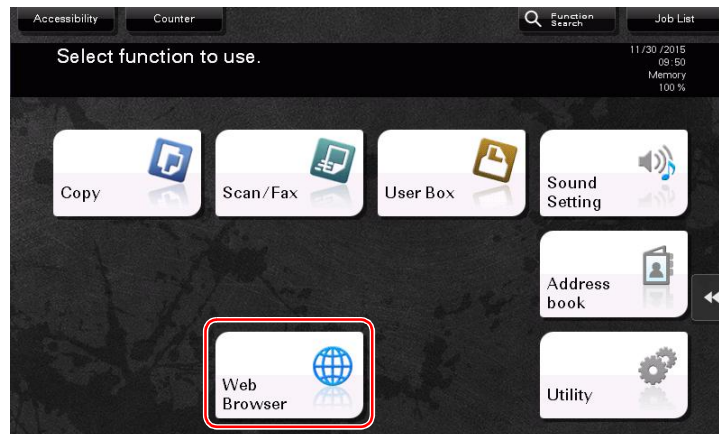 Accessibility
Counter
Function
Search
Job List
Select function to use.
11/30 /2015
09:50
Memory
100 %
Copy
Scan/Fax
User Box
Sound
Setting
Address
book
Web
Browser
Utility